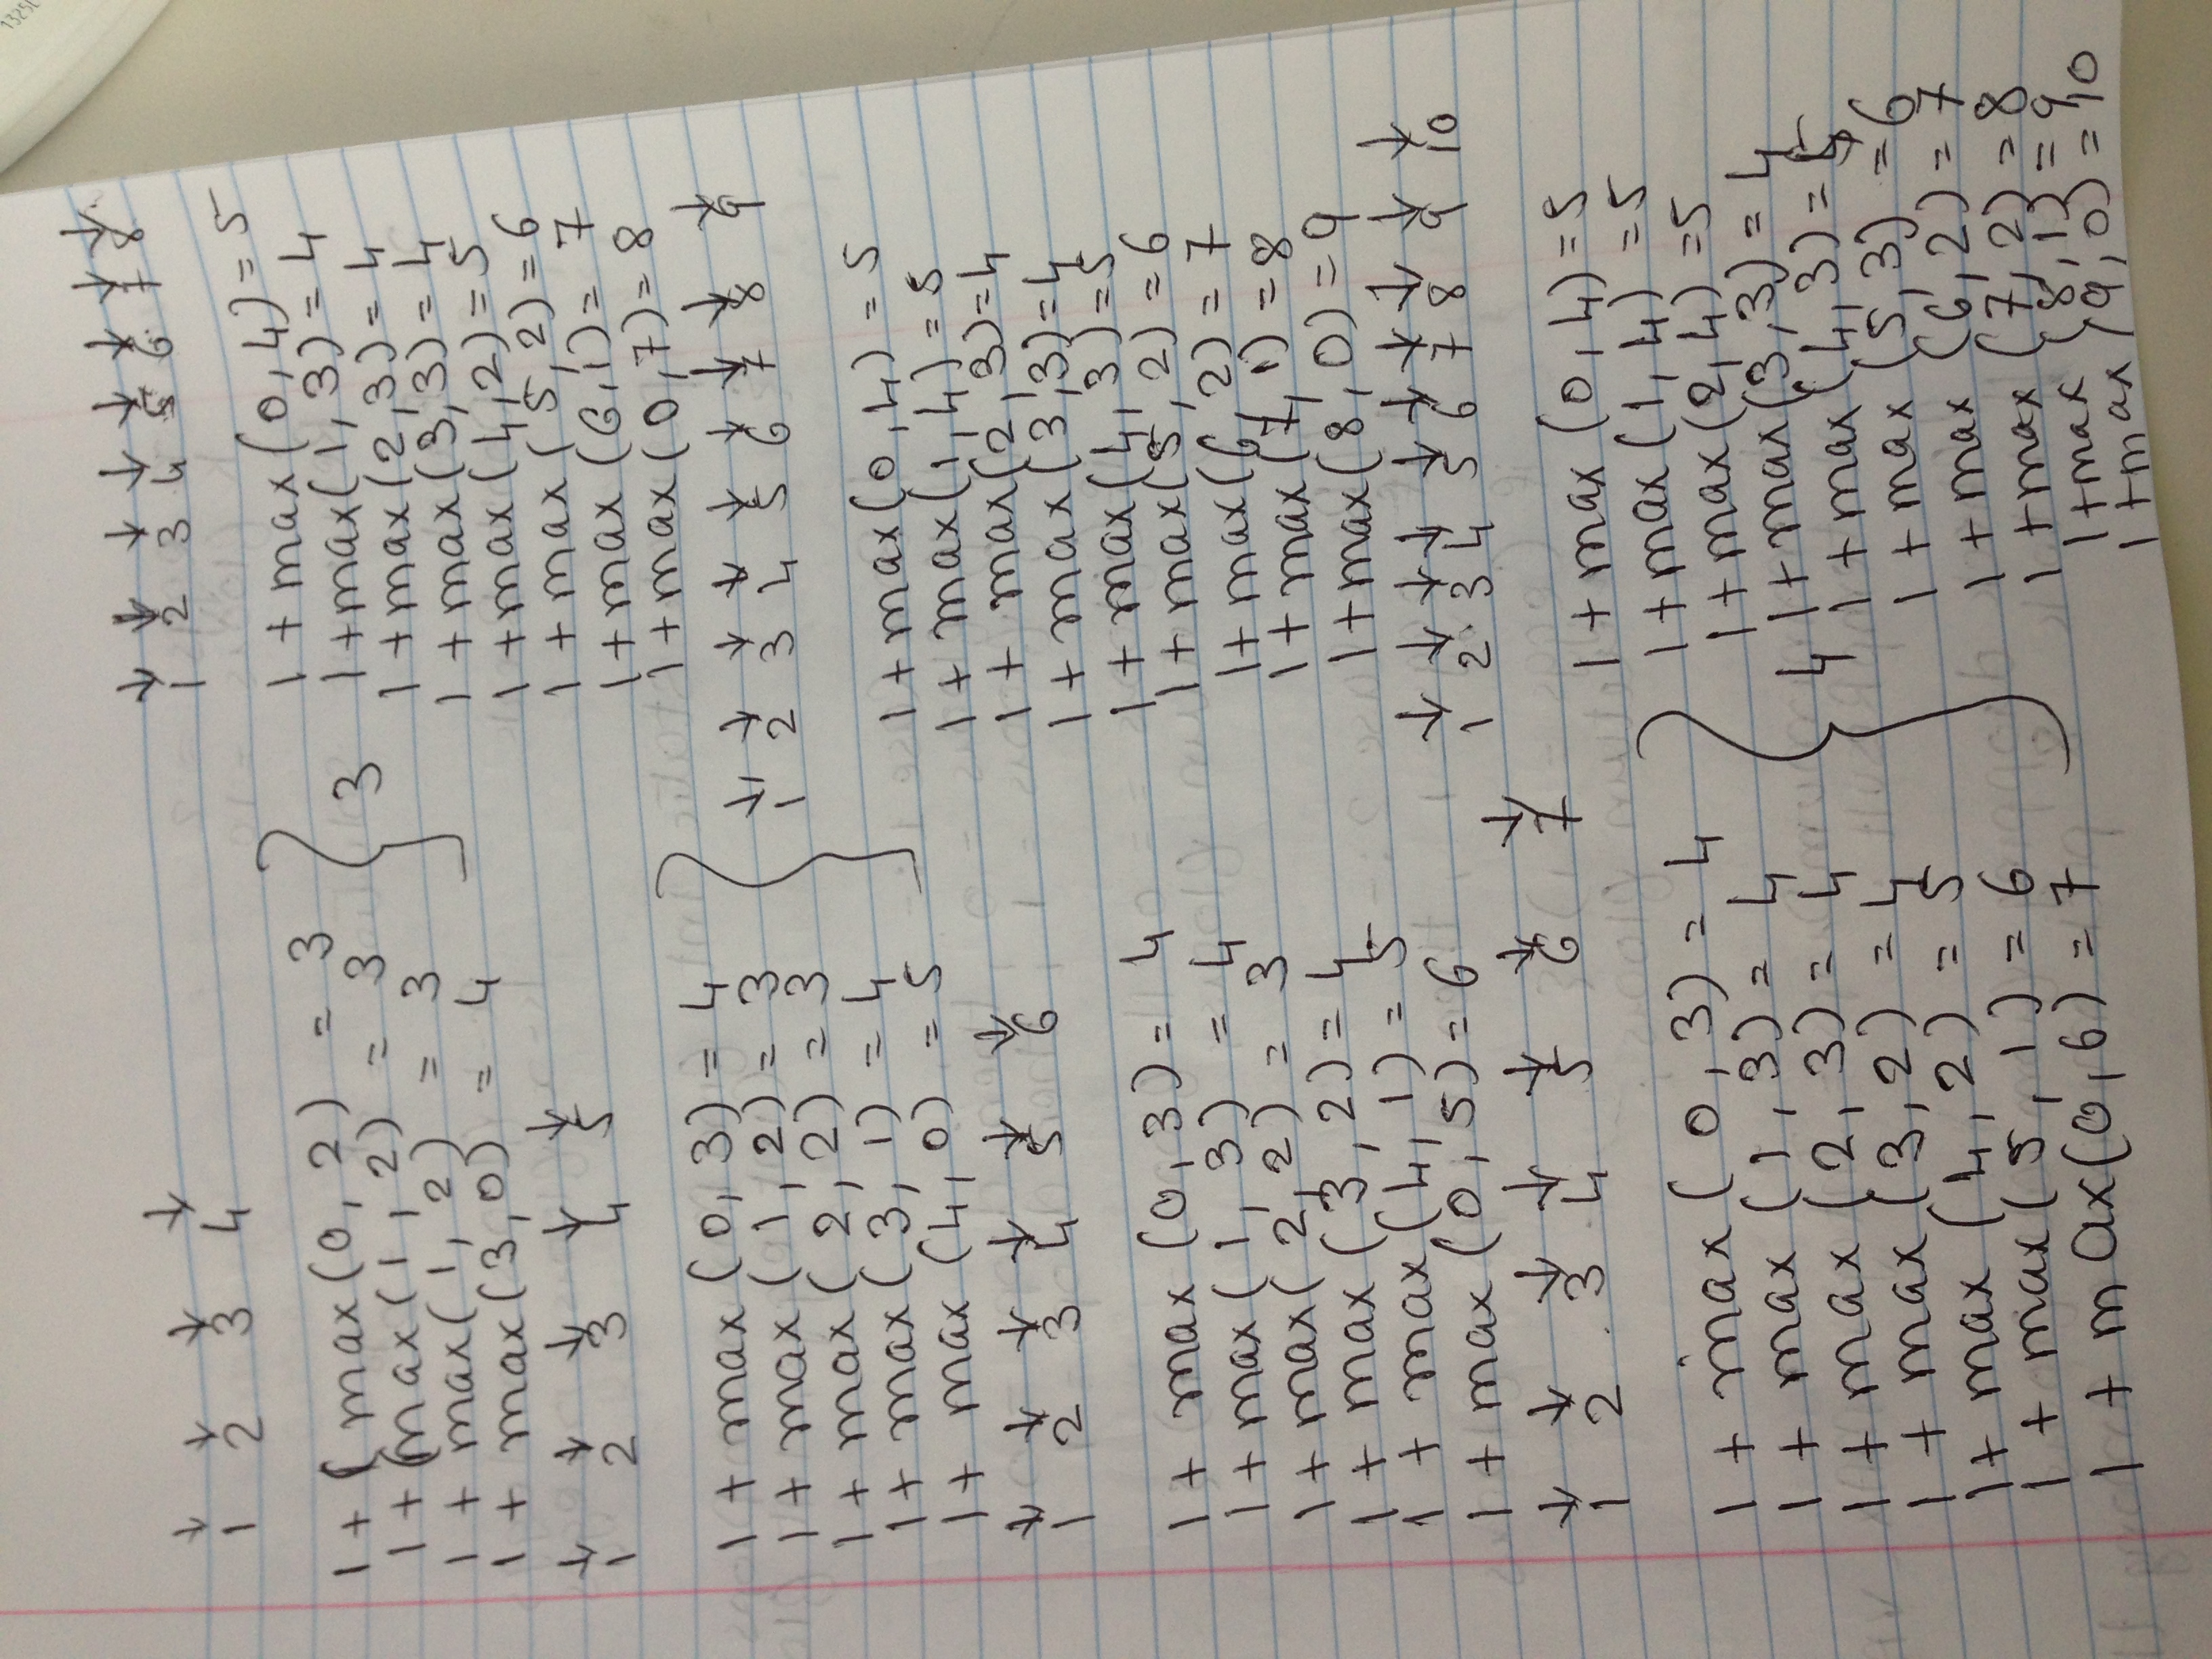 1 2 3 4
1 + ( max(0, 2) = 3
1 + (max(1, 2) = 3
1 + max(1, 2) = 3
1 + max(3, 0) = 4
3
1 2 3 4 5
1 + max(0, 3) = 4
1 + max(1, 2) = 3
1 + max(2, 2) = 3
1 + max(3, 1) = 4
1 + max(4, 0) = 5
1 2 3 4 5 6
1 + max(0, 3) = 4
1 + max(1, 3) = 4
1 + max(2, 2) = 3
1 + max(3, 2) = 4
1 + max(4, 1) = 5
1 + max(0, 5) = 6
1 2 3 4 5 6 7
1 + max(0, 3) = 4
1 + max(1, 3) = 4
1 + max(2, 3) = 4
1 + max(3, 2) = 4
1 + max(4, 2) = 5
1 + max(5, 1) = 6
1 + max(0, 6) = 7
4
1 2 3 4 5 6 7 8
1 + max(0, 4) = 5
1 + max(1, 3) = 4
1 + max(2, 3) = 4
1 + max(3, 3) = 4
1 + max(4, 2) = 5
1 + max(5, 2) = 6
1 + max(6, 1) = 7
1 + max(0, 7) = 8
1 2 3 4 5 6 7 8 9
1 + max(0, 4) = 5
1 + max(1, 4) = 5
1 + max(2, 3) = 4
1 + max(3, 3) = 4
1 + max(4, 3) = 5
1 + max(5, 2) = 6
1 + max(6, 2) = 7
1 + max(7, 1) = 8
1 + max(8, 0) = 9
1 2 3 4 5 6 7 8 9 10
1 + max(0, 4) = 5
1 + max(1, 4) = 5
1 + max(2, 4) = 5
1 + max(3, 3) = 4
1 + max(4, 3) = 5
1 + max(5, 3) = 6
1 + max(6, 2) = 7
1 + max(7, 2) = 8
1 + max(8, 1) = 9
1 + max(9, 0) = 10